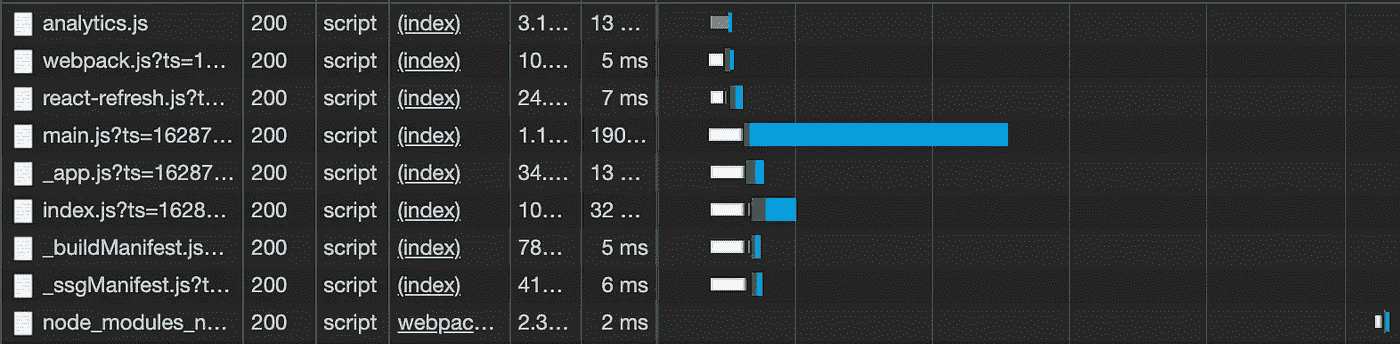 analytics.js 200 script (index) 3.1... 13 ...
webpack.js?ts=1... 200 script (index) 10.... 5 ms
react-refresh.js?t... 200 script (index) 24.... 7 ms
main.js?ts=16287... 200 script (index) 1.1... 190...
_app.js?ts=16287... 200 script (index) 34.... 13 ...
index.js?ts=1628... 200 script (index) 10... 32 ...
_buildManifest.js... 200 script (index) 78... 5 ms
_ssgManifest.js?t... 200 script (index) 41... 6 ms
node_modules_n... 200 script webpac... 2.3... 2 ms